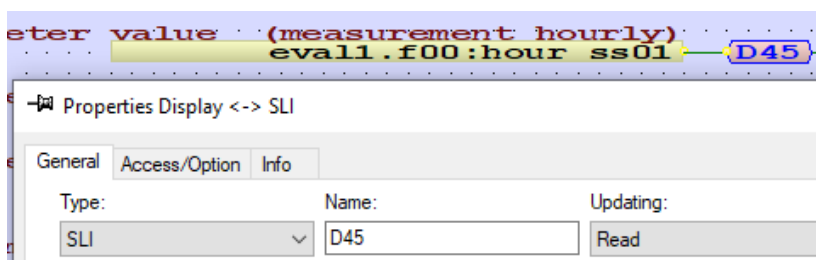 eter value (measurement hourly)
eval1.f00:hour ss01 D45
Properties Display <-> SLI
General Access/Option Info
Type: Name: Updating:
SLI D45 Read